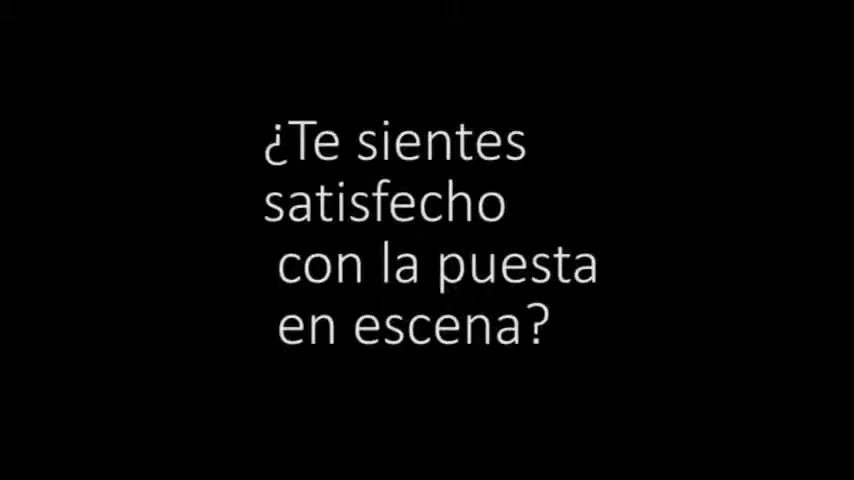 ¿Te sientes
satisfecho
con la puesta
en escena?